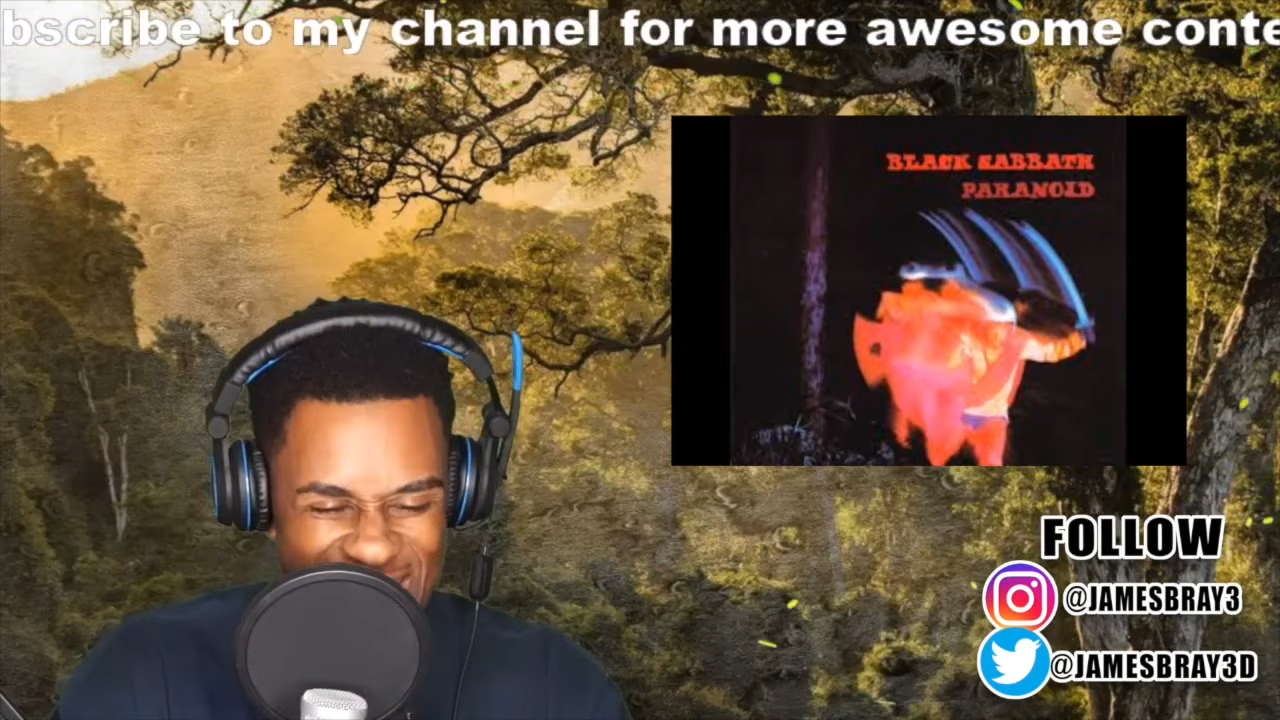 bscribe to my channel for more awesome conte
BLACK SABBATH
PARANOID
FOLLOW
@JAMESBRAY3
@JAMESBRAY3D